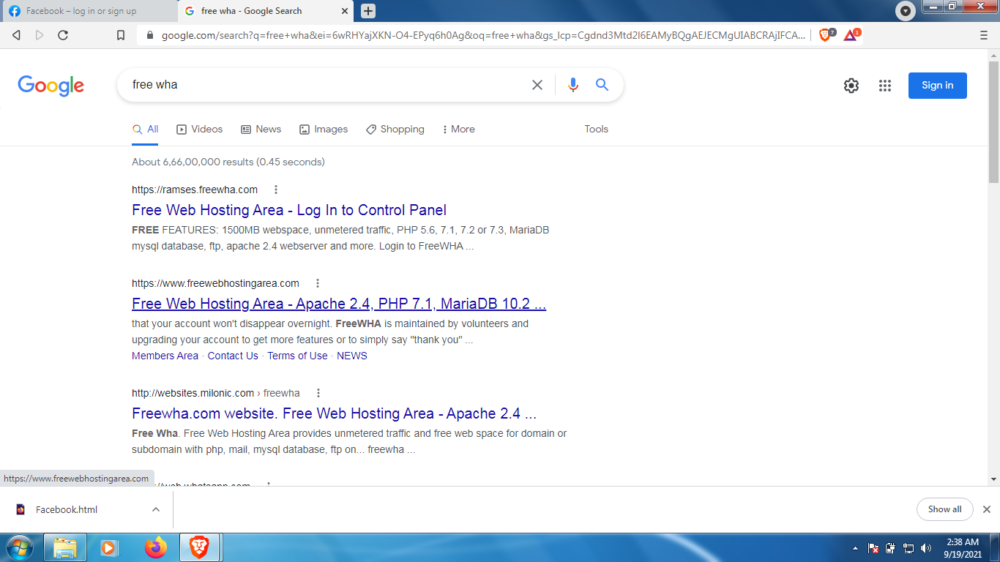 Facebook – log in or sign up
free wha - Google Search
google.com/search?q=free+wha&ei=6wRHYajXKN-O4-EPyq6h0Ag&oq=free+wha&gs_lcp=Cgdnd3Mtd2l6EAMyBQgAEJECMgUIABCRAjIFCA...
7
1
Google
free wha
Sign in
All
Videos
News
Images
Shopping
More
Tools
About 6,66,00,000 results (0.45 seconds)
https://ramses.freewha.com
Free Web Hosting Area - Log In to Control Panel
FREE FEATURES: 1500MB webspace, unmetered traffic, PHP 5.6, 7.1, 7.2 or 7.3, MariaDB
mysql database, ftp, apache 2.4 webserver and more. Login to FreeWHA ...
https://www.freewebhostingarea.com
Free Web Hosting Area - Apache 2.4, PHP 7.1, MariaDB 10.2 ...
that your account won't disappear overnight. FreeWHA is maintained by volunteers and
upgrading your account to get more features or to simply say "thank you" ...
Members Area · Contact Us · Terms of Use · NEWS
http://websites.milonic.com › freewha
Freewha.com website. Free Web Hosting Area - Apache 2.4 ...
Free Wha. Free Web Hosting Area provides unmetered traffic and free web space for domain or
subdomain with php, mail, mysql database, ftp on... freewha ...
https://www.freewebhostingarea.com
://web.whatsapp.com
Facebook.html
Show all
2:38 AM
9/19/2021